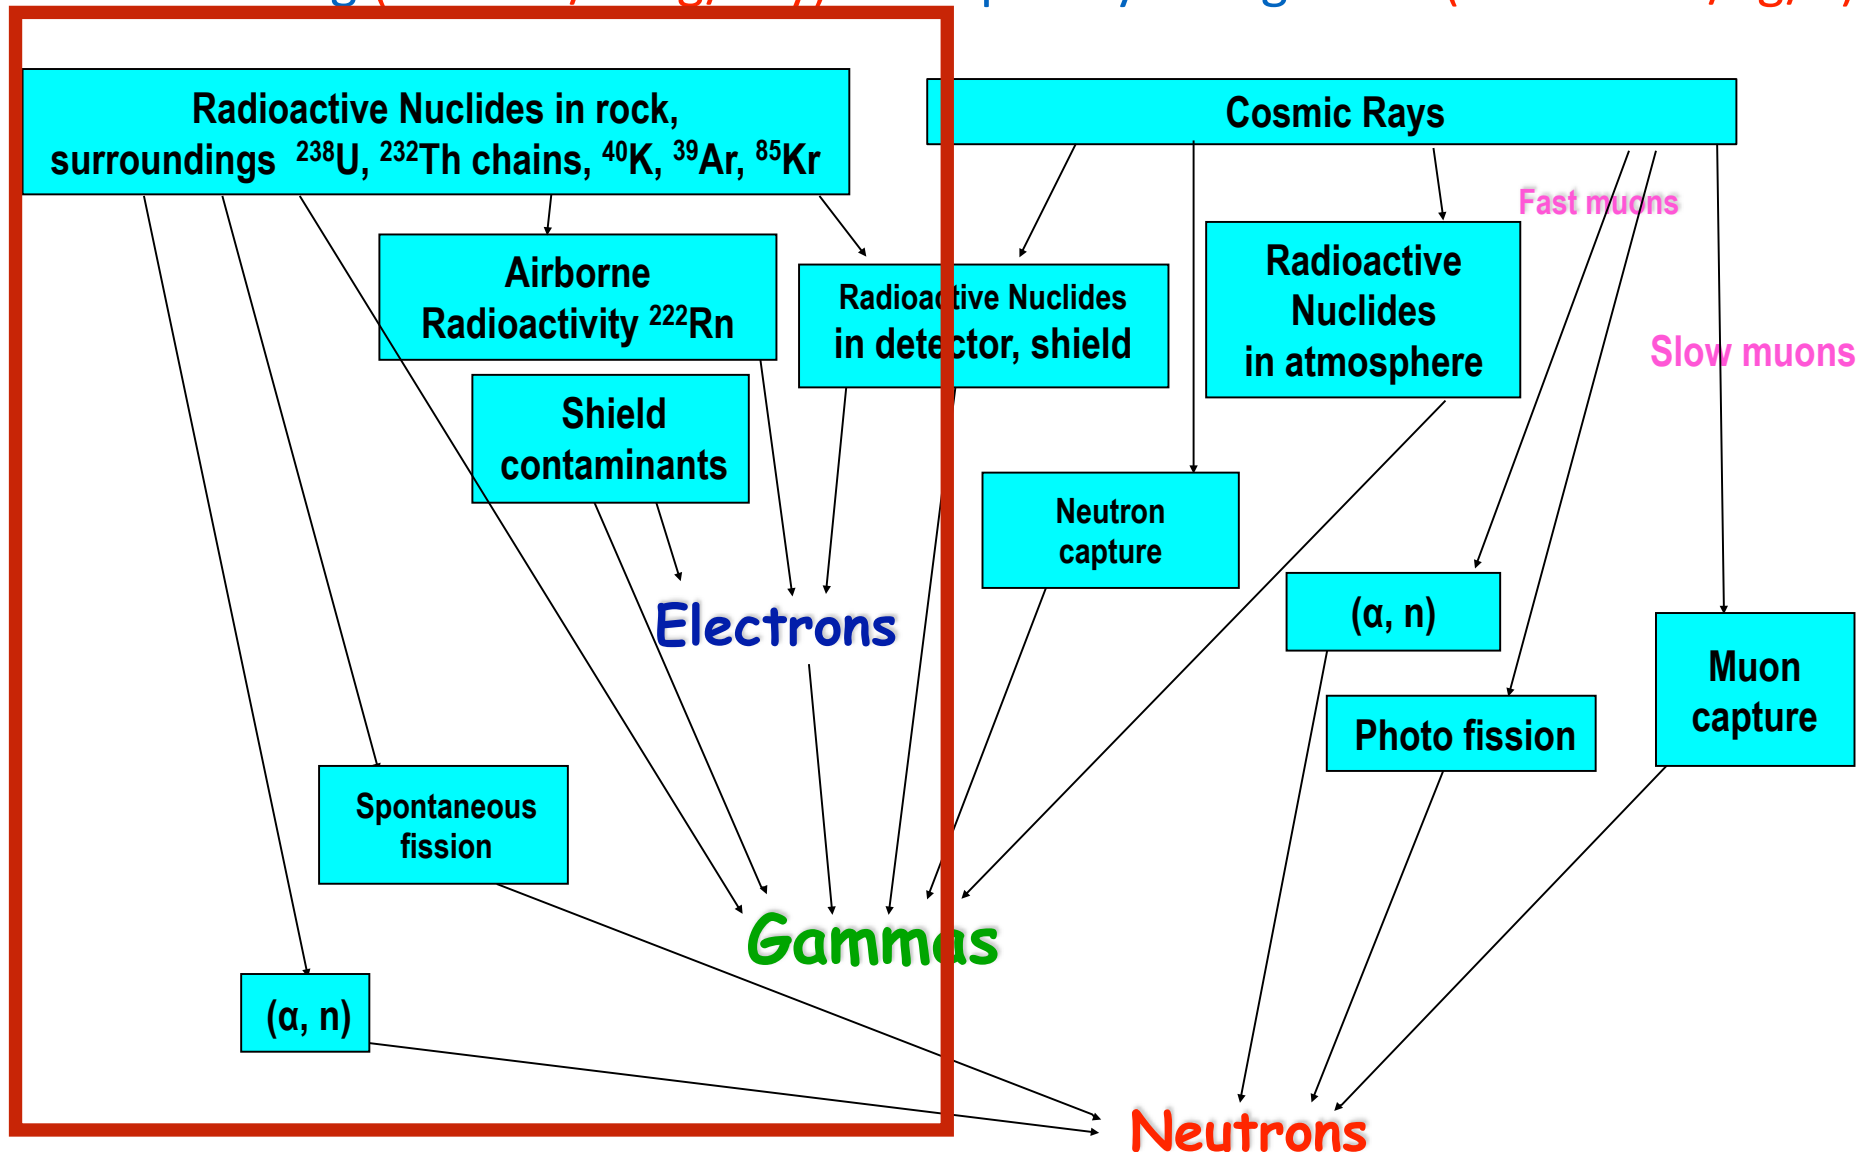 Radioactive Nuclides in rock,
surroundings ²³⁸U, ²³²Th chains, ⁴⁰K, ³⁹Ar, ⁸⁵Kr
Cosmic Rays
Fast muons
Airborne
Radioactivity ²²²Rn
Radioactive Nuclides
in detector, shield
Radioactive
Nuclides
in atmosphere
Slow muons
Shield
contaminants
Neutron
capture
Electrons
(α, n)
Muon
capture
Photo fission
Spontaneous
fission
Gammas
(α, n)
Neutrons